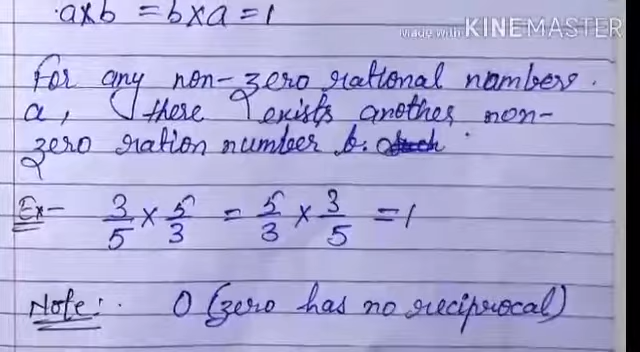 a×b = b×a = 1
Made with KINEMASTER
For any non-zero rational numbers.
a, there exists another non-
zero ration number b. such
Ex- 3/5 × 5/3 = 5/3 × 3/5 = 1
Note:. 0 (zero has no reciprocal)